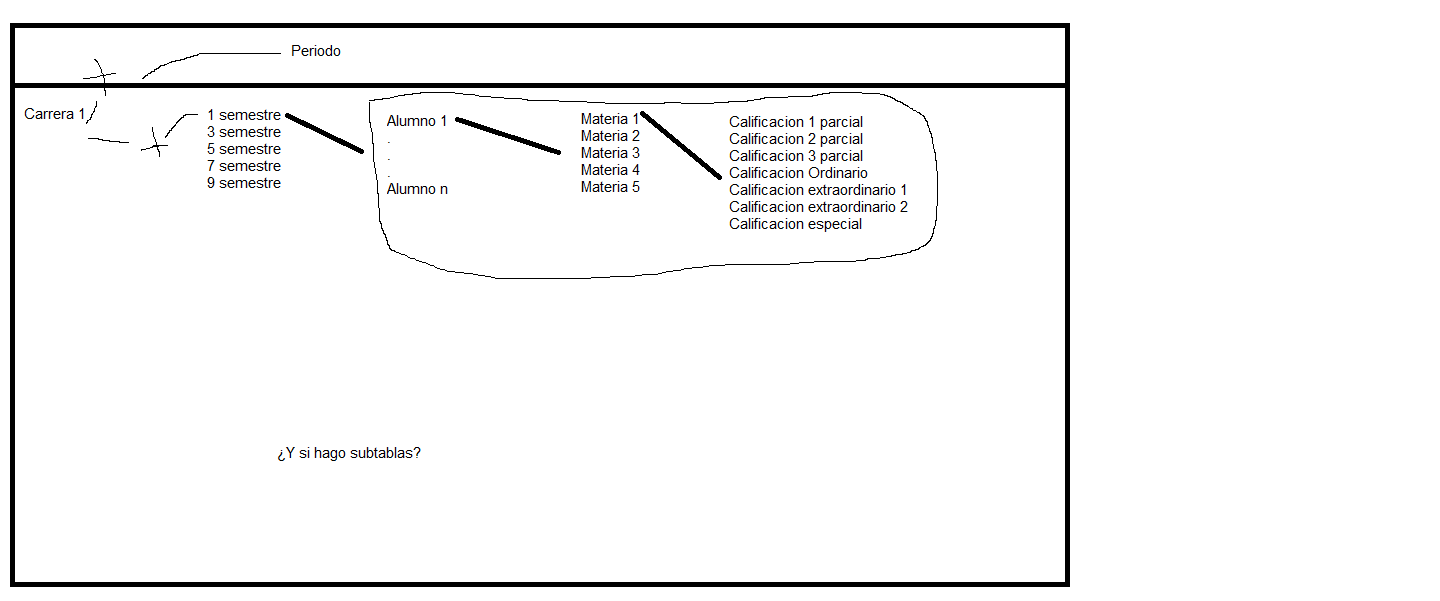 Periodo
Carrera 1
1 semestre
3 semestre
5 semestre
7 semestre
9 semestre
Alumno 1
.
.
.
Alumno n
Materia 1
Materia 2
Materia 3
Materia 4
Materia 5
Calificacion 1 parcial
Calificacion 2 parcial
Calificacion 3 parcial
Calificacion Ordinario
Calificacion extraordinario 1
Calificacion extraordinario 2
Calificacion especial
¿Y si hago subtablas?